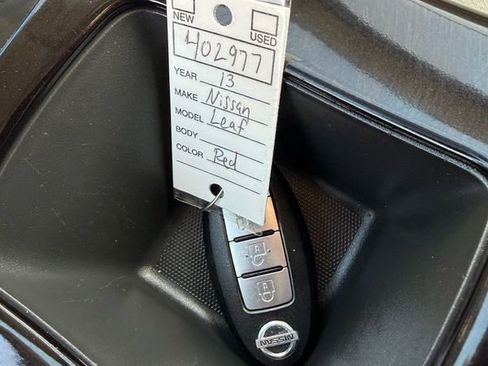 NEW USED
402977
YEAR 13
MAKE Nissan
MODEL Leaf
BODY
COLOR Red
NISSAN